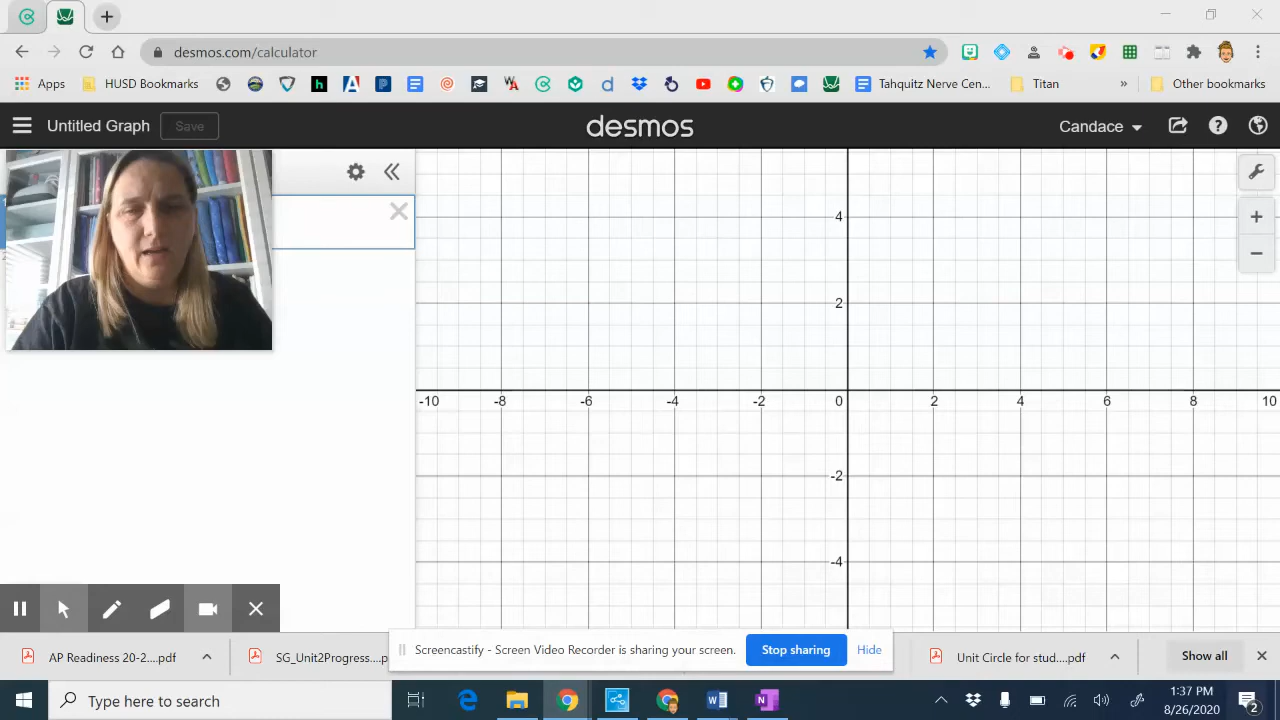 desmos.com/calculator
Apps
HUSD Bookmarks
Tahquitz Nerve Cen...
Titan
»
Other bookmarks
Untitled Graph
Save
desmos
Candace
4
2
-10 -8 -6 -4 -2 0 2 4 6 8 10
-2
-4
Screencastify - Screen Video Recorder is sharing your screen.
Stop sharing
Hide
AP Readiness 20-2....pdf
SG_Unit2Progress....p
Unit Circle for stud....pdf
Show all
Type here to search
1:37 PM
8/26/2020
2